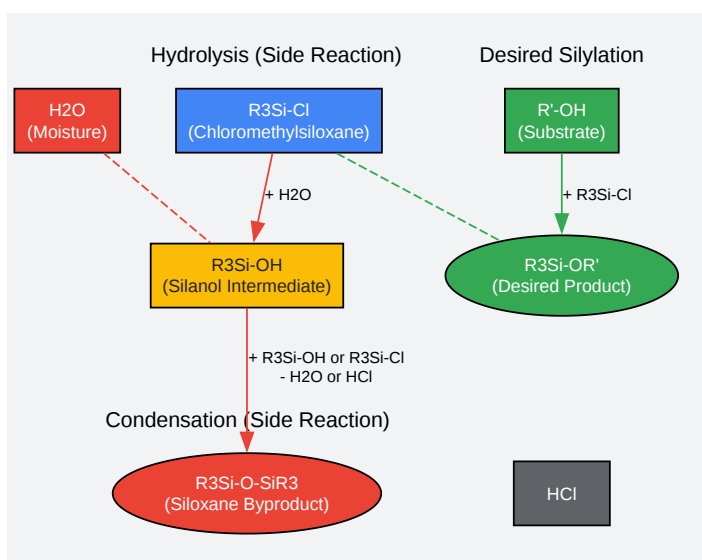 Hydrolysis (Side Reaction)
Desired Silylation
H2O
(Moisture)
R3Si-Cl
(Chloromethylsiloxane)
R'-OH
(Substrate)
+ H2O
+ R3Si-Cl
R3Si-OH
(Silanol Intermediate)
R3Si-OR'
(Desired Product)
+ R3Si-OH or R3Si-Cl
- H2O or HCl
Condensation (Side Reaction)
R3Si-O-SiR3
(Siloxane Byproduct)
HCl